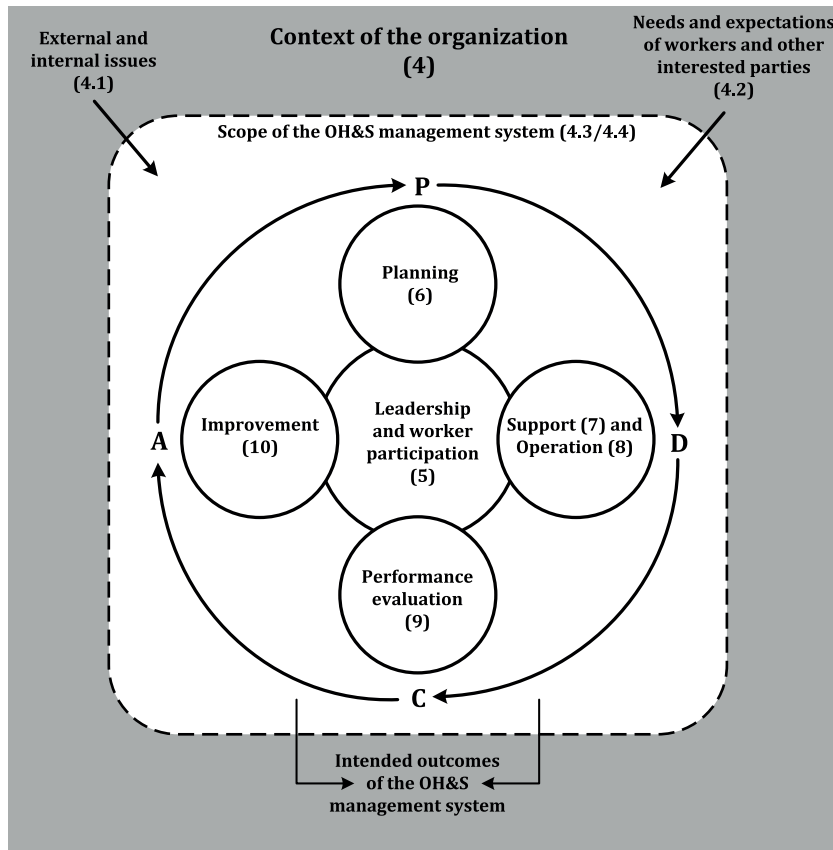 External and
internal issues
(4.1)
Context of the organization
(4)
Needs and expectations
of workers and other
interested parties
(4.2)
Scope of the OH&S management system (4.3/4.4)
P
Planning
(6)
A
Improvement
(10)
Leadership
and worker
participation
(5)
Support (7) and
Operation (8)
D
Performance
evaluation
(9)
C
Intended outcomes
of the OH&S
management system